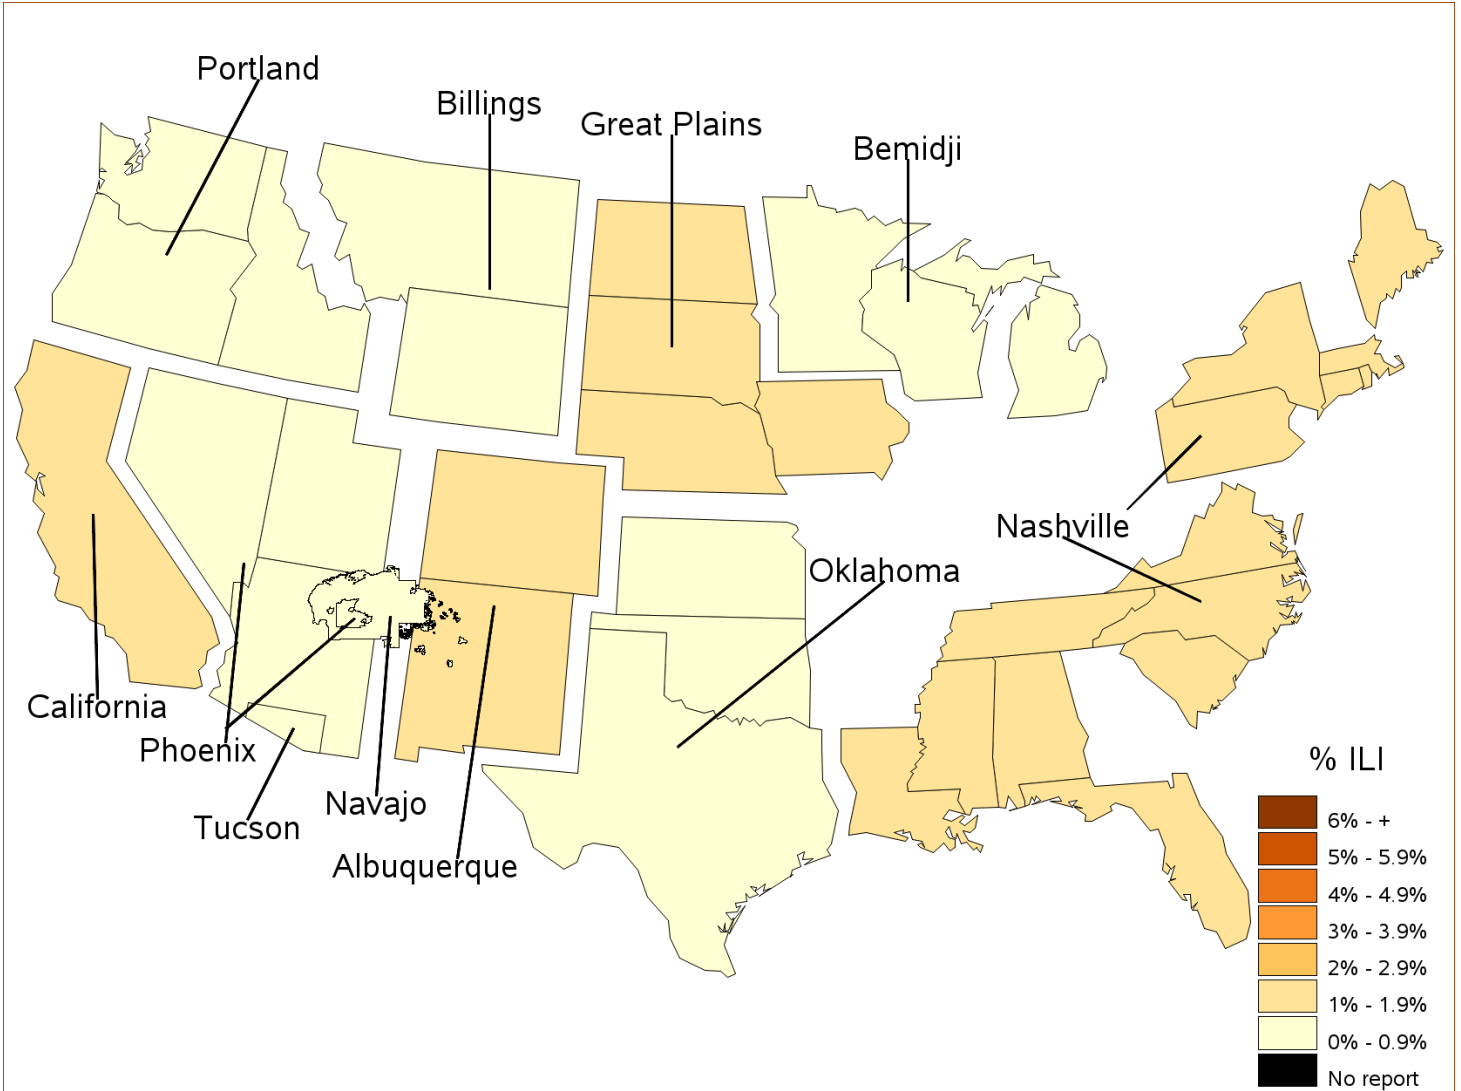 Portland
Billings
Great Plains
Bemidji
Nashville
Oklahoma
California
Phoenix
Navajo
Tucson
Albuquerque
% ILI
6% - +
5% - 5.9%
4% - 4.9%
3% - 3.9%
2% - 2.9%
1% - 1.9%
0% - 0.9%
No report